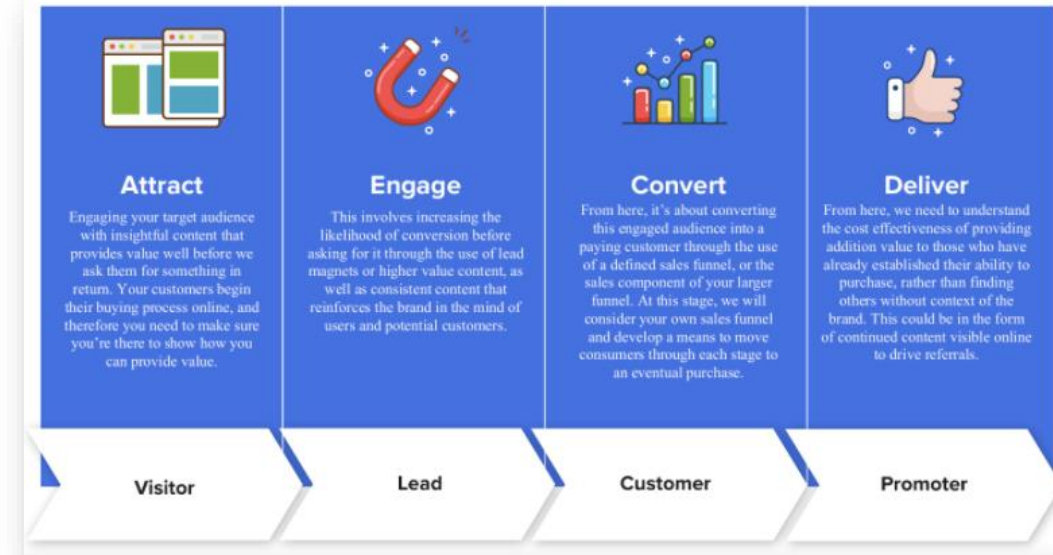 Attract
Engaging your target audience
with insightful content that
provides value well before we
ask them for something in
return. Your customers begin
their buying process online, and
therefore you need to make sure
you're there to show how you
can provide value.
Visitor
Engage
This involves increasing the
likelihood of conversion before
asking for it through the use of lead
magnets or higher value content, as
well as consistent content that
reinforces the brand in the mind of
users and potential customers.
Lead
Convert
From here, it's about converting
this engaged audience into a
paying customer through the use
of a defined sales funnel, or the
sales component of your larger
funnel. At this stage, we will
consider your own sales funnel
and develop a means to move
consumers through each stage to
an eventual purchase.
Customer
Deliver
From here, we need to understand
the cost effectiveness of providing
addition value to those who have
already established their ability to
purchase, rather than finding
others without context of the
brand. This could be in the form
of continued content visible online
to drive referrals.
Promoter